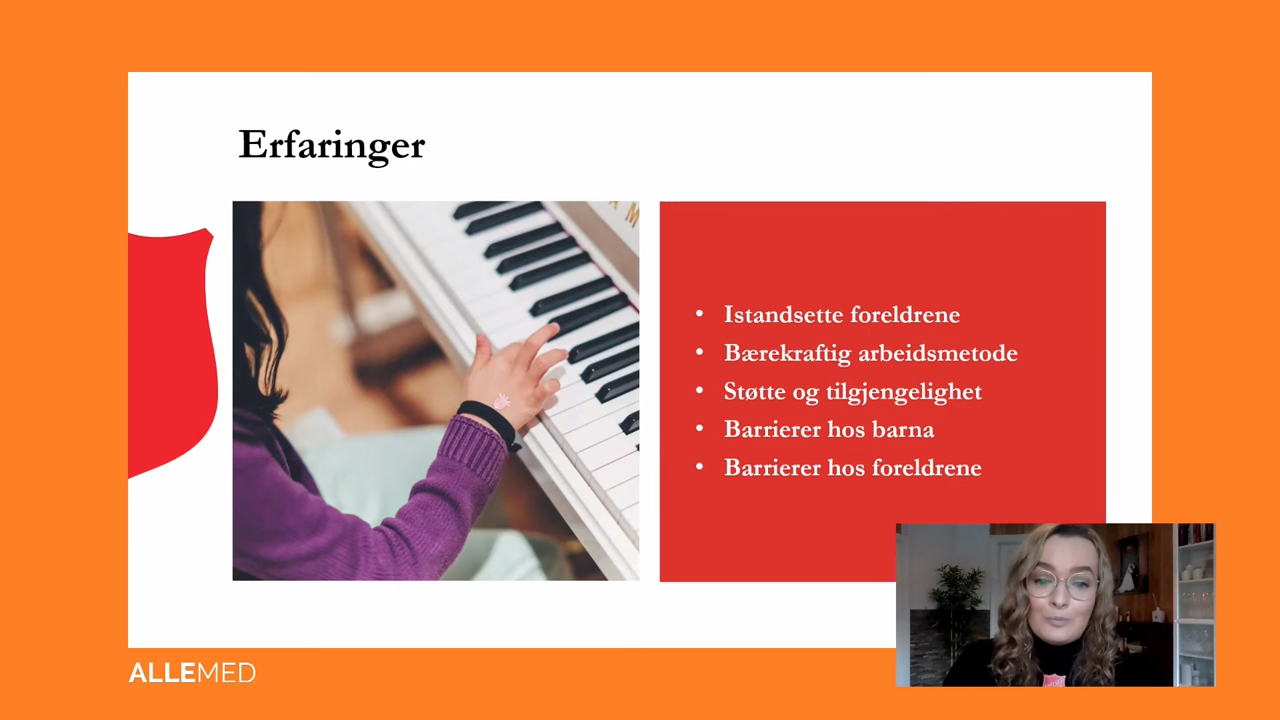 Erfaringer
• Istandsette foreldrene
• Bærekraftig arbeidsmetode
• Støtte og tilgjengelighet
• Barrierer hos barna
• Barrierer hos foreldrene
ALLEMED